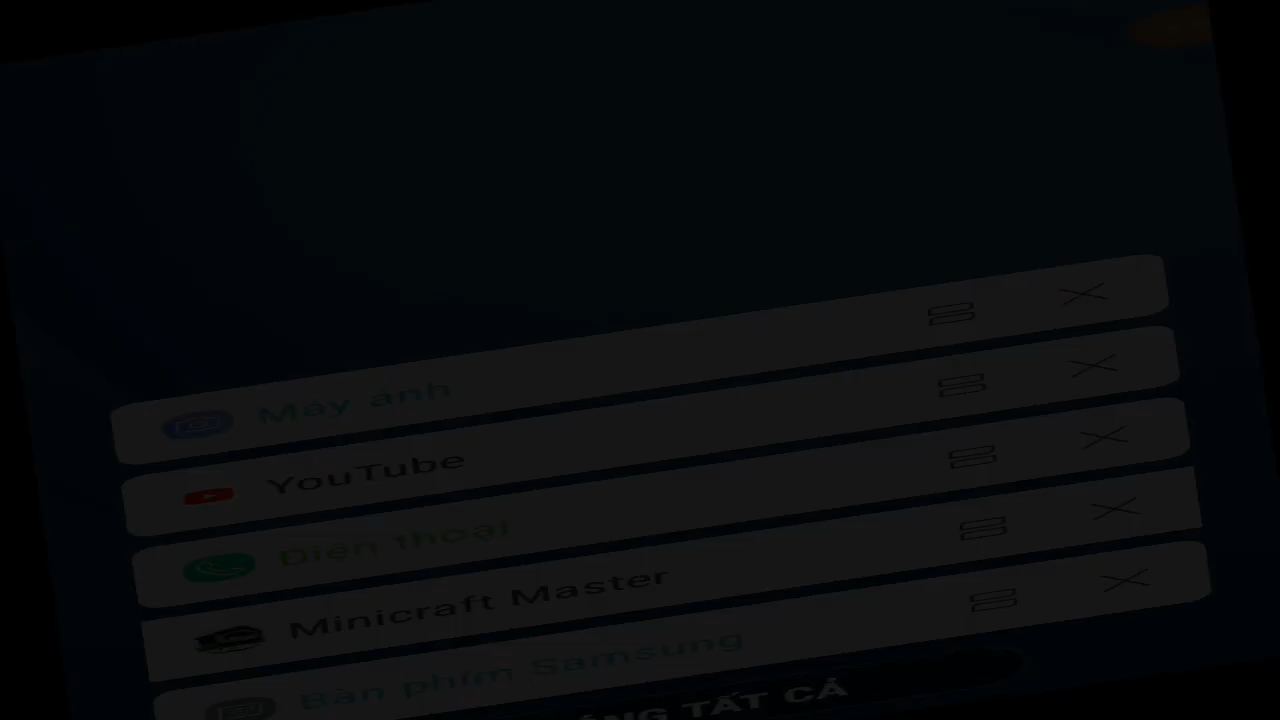 Máy ảnh
YouTube
Điện thoại
Minicraft Master
Bàn phím Samsung
TẤT CẢ